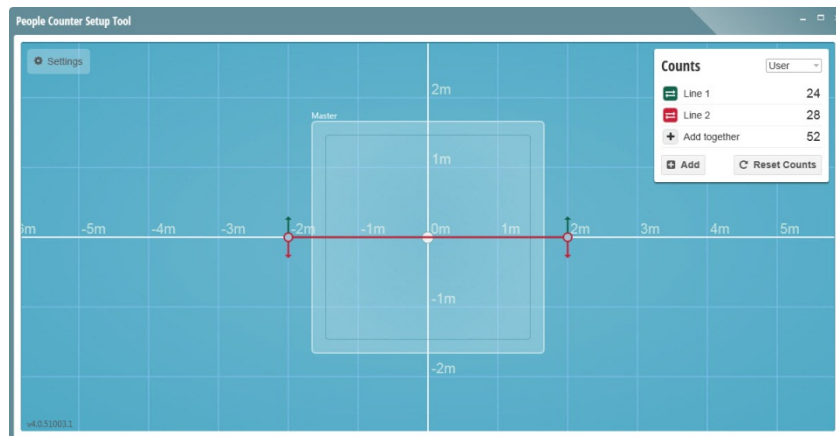 People Counter Setup Tool
Settings
Counts
User
Line 1 24
Line 2 28
Add together 52
Add
Reset Counts
2m
Master
1m
-5m -4m -3m -2m -1m 0m 1m 2m 3m 4m 5m
-1m
-2m
v4.0.51003.1